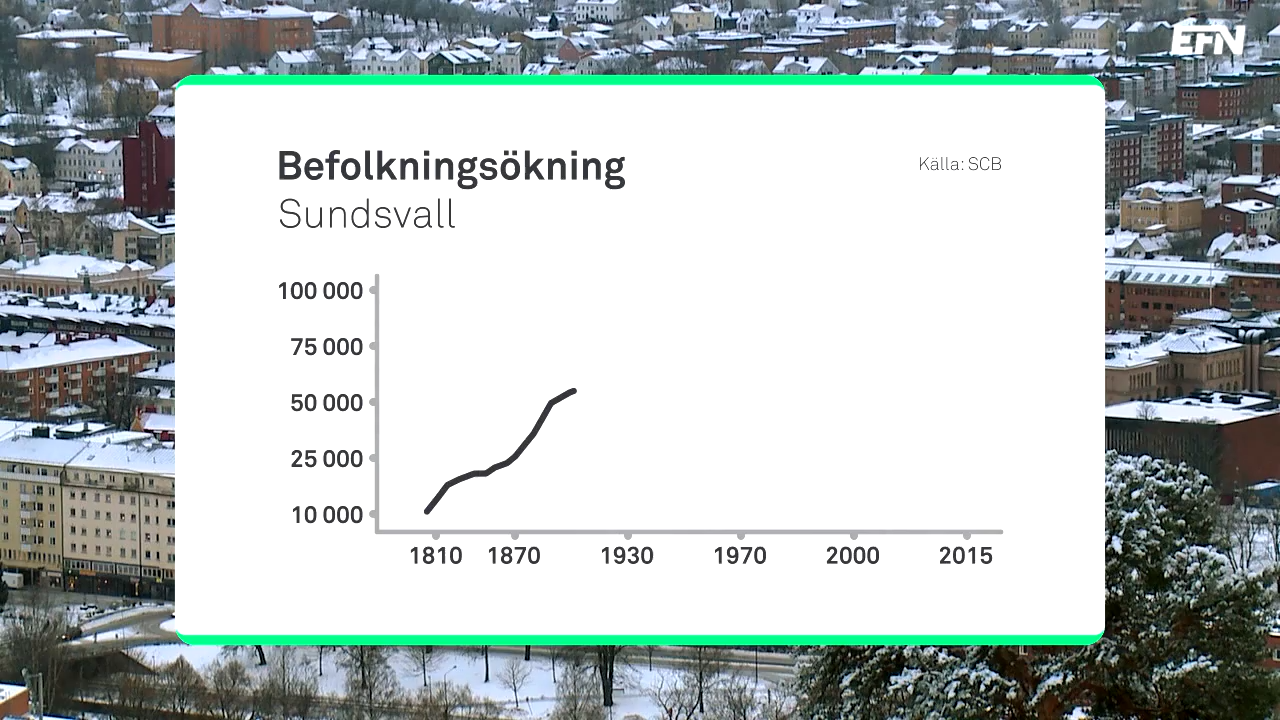 EFN
Befolkningsökning
Källa: SCB
Sundsvall
100 000
75 000
50 000
25 000
10 000
1810 1870 1930 1970 2000 2015